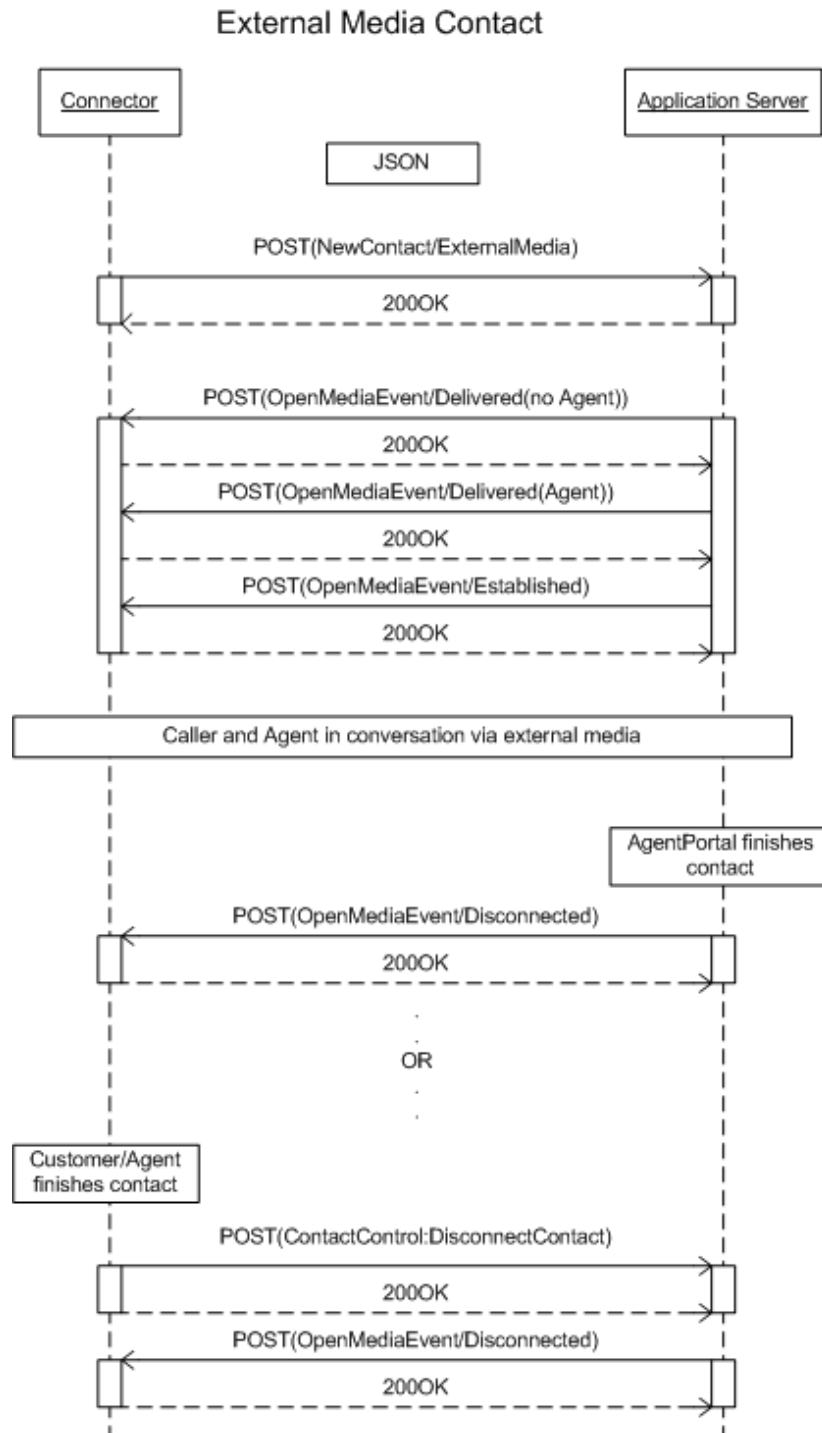 External Media Contact
Connector
Application Server
JSON
POST(NewContact/ExternalMedia)
200OK
POST(OpenMediaEvent/Delivered(no Agent))
200OK
POST(OpenMediaEvent/Delivered(Agent))
200OK
POST(OpenMediaEvent/Established)
200OK
Caller and Agent in conversation via external media
AgentPortal finishes
contact
POST(OpenMediaEvent/Disconnected)
200OK
OR
Customer/Agent
finishes contact
POST(ContactControl:DisconnectContact)
200OK
POST(OpenMediaEvent/Disconnected)
200OK